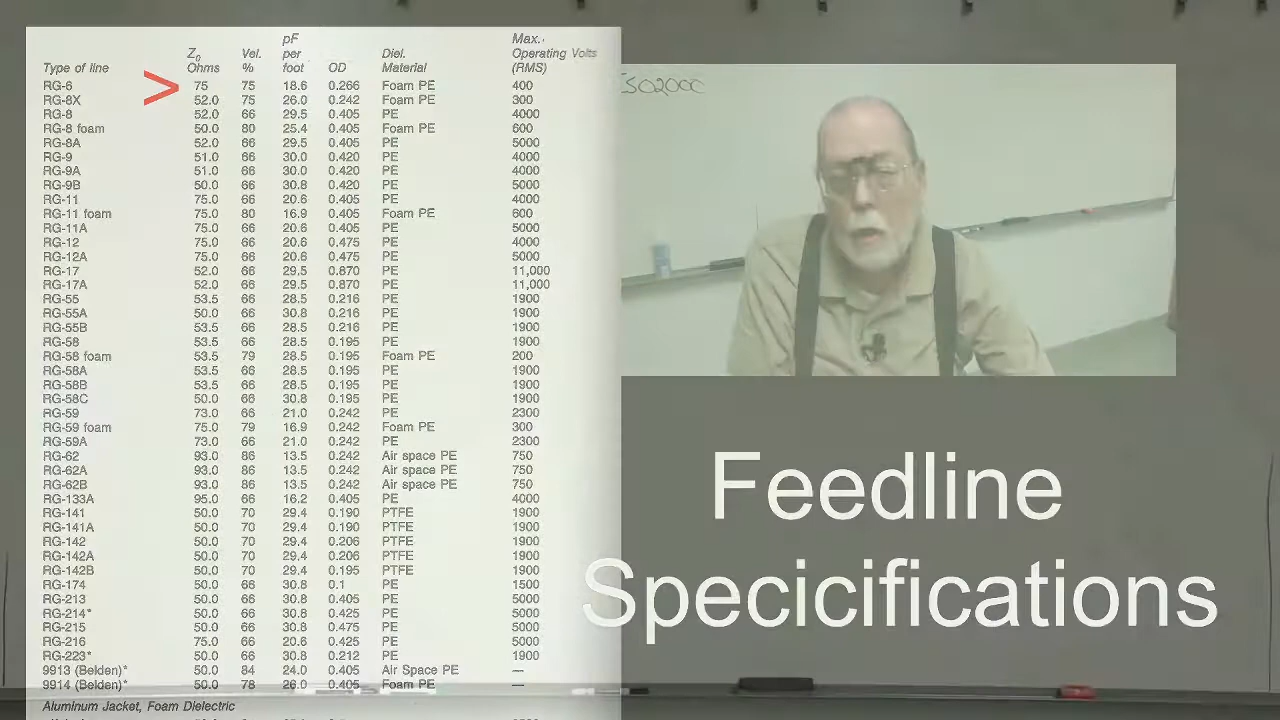 pF Max.
Z0 Vel. per Diel. Operating Volts
Type of line Ohms % foot OD Material (RMS)
>
RG-6 75 75 18.6 0.266 Foam PE 400
RG-8X 52.0 75 26.0 0.242 Foam PE 300
RG-8 52.0 66 29.5 0.405 PE 4000
RG-8 foam 50.0 80 25.4 0.405 Foam PE 600
RG-8A 52.0 66 29.5 0.405 PE 5000
RG-9 51.0 66 30.0 0.420 PE 4000
RG-9A 51.0 66 30.0 0.420 PE 4000
RG-9B 50.0 66 30.8 0.420 PE 5000
RG-11 75.0 66 20.6 0.405 PE 4000
RG-11 foam 75.0 80 16.9 0.405 Foam PE 600
RG-11A 75.0 66 20.6 0.405 PE 5000
RG-12 75.0 66 20.6 0.475 PE 4000
RG-12A 75.0 66 20.6 0.475 PE 5000
RG-17 52.0 66 29.5 0.870 PE 11,000
RG-17A 52.0 66 29.5 0.870 PE 11,000
RG-55 53.5 66 28.5 0.216 PE 1900
RG-55A 50.0 66 30.8 0.216 PE 1900
RG-55B 53.5 66 28.5 0.216 PE 1900
RG-58 53.5 66 28.5 0.195 PE 1900
RG-58 foam 53.5 79 28.5 0.195 Foam PE 200
RG-58A 53.5 66 28.5 0.195 PE 1900
RG-58B 53.5 66 28.5 0.195 PE 1900
RG-58C 50.0 66 30.8 0.195 PE 1900
RG-59 73.0 66 21.0 0.242 PE 2300
RG-59 foam 75.0 79 16.9 0.242 Foam PE 300
RG-59A 73.0 66 21.0 0.242 PE 2300
RG-62 93.0 86 13.5 0.242 Air space PE 750
RG-62A 93.0 86 13.5 0.242 Air space PE 750
RG-62B 93.0 86 13.5 0.242 Air space PE 750
RG-133A 95.0 66 16.2 0.405 PE 4000
RG-141 50.0 70 29.4 0.190 PTFE 1900
RG-141A 50.0 70 29.4 0.190 PTFE 1900
RG-142 50.0 70 29.4 0.206 PTFE 1900
RG-142A 50.0 70 29.4 0.206 PTFE 1900
RG-142B 50.0 70 29.4 0.195 PTFE 1900
RG-174 50.0 66 30.8 0.1 PE 1500
RG-213 50.0 66 30.8 0.405 PE 5000
RG-214* 50.0 66 30.8 0.425 PE 5000
RG-215 50.0 66 30.8 0.475 PE 5000
RG-216 75.0 66 20.6 0.425 PE 5000
RG-223* 50.0 66 30.8 0.212 PE 1900
9913 (Belden)* 50.0 84 24.0 0.405 Air Space PE —
9914 (Belden)* 50.0 78 26.0 0.405 Foam PE —
Aluminum Jacket, Foam Dielectric
Feedline
Specicifications